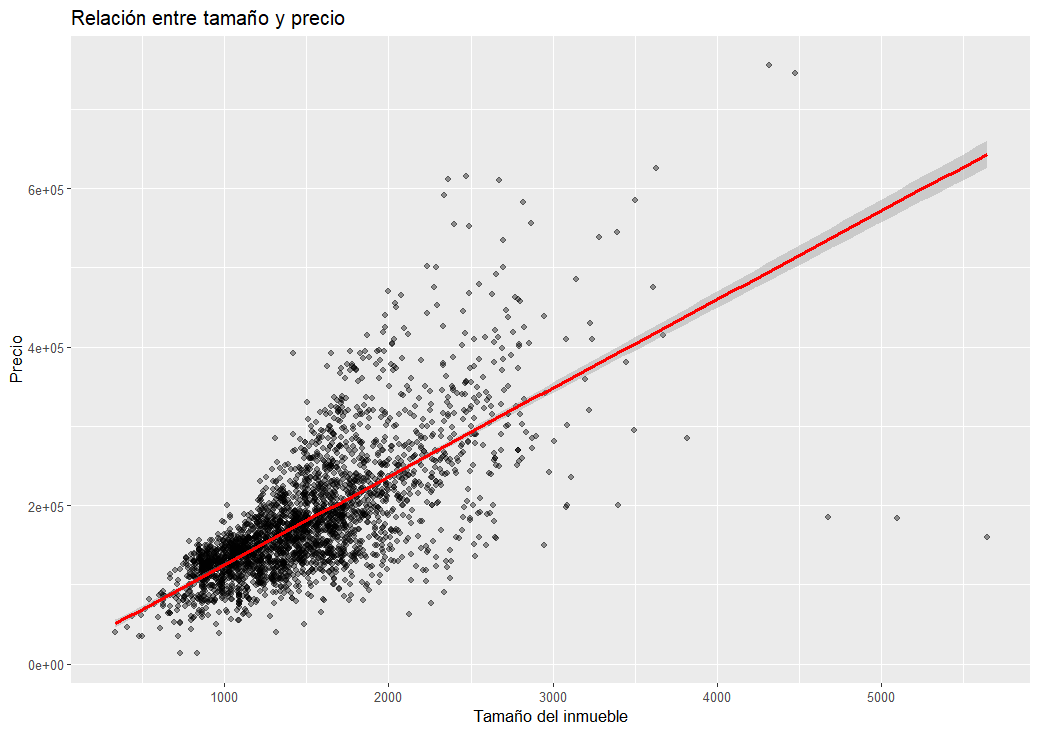 Relación entre tamaño y precio
Precio
6e+05
4e+05
2e+05
0e+00
1000 2000 3000 4000 5000
Tamaño del inmueble